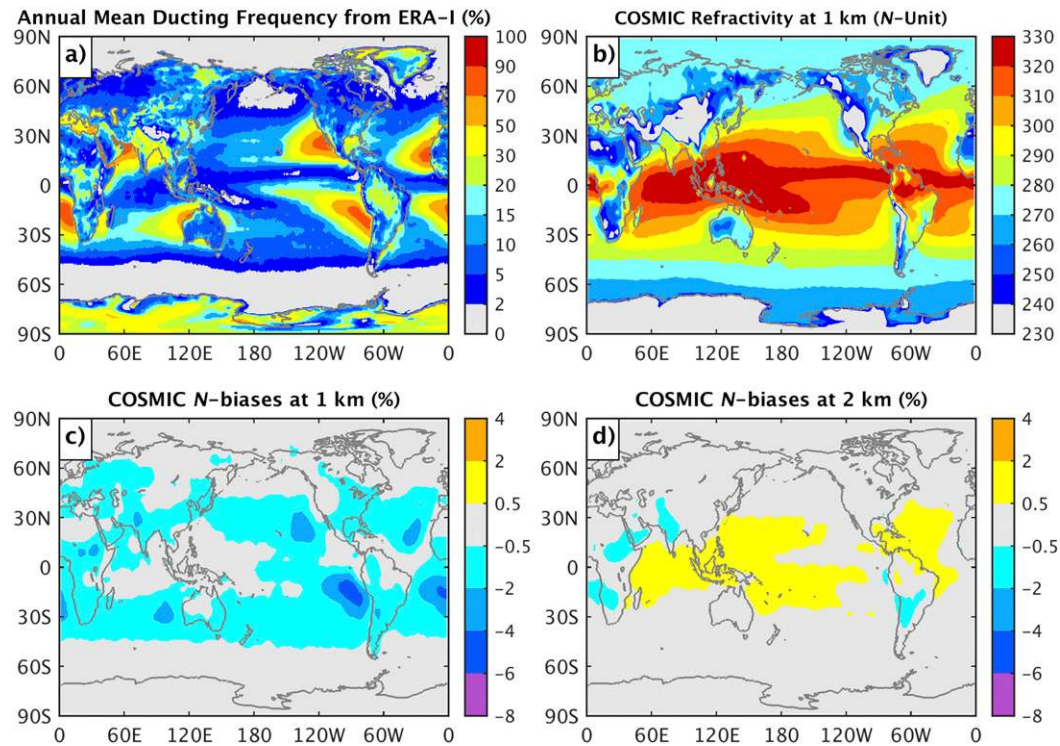 Annual Mean Ducting Frequency from ERA-I (%)
a)
90N
60N
30N
0
30S
60S
90S
0 60E 120E 180 120W 60W 0
100
90
70
50
30
20
15
10
5
2
0
COSMIC Refractivity at 1 km (N-Unit)
b)
90N
60N
30N
0
30S
60S
90S
0 60E 120E 180 120W 60W 0
330
320
310
300
290
280
270
260
250
240
230
COSMIC N-biases at 1 km (%)
c)
90N
60N
30N
0
30S
60S
90S
0 60E 120E 180 120W 60W 0
4
2
0.5
-0.5
-2
-4
-6
-8
COSMIC N-biases at 2 km (%)
d)
90N
60N
30N
0
30S
60S
90S
0 60E 120E 180 120W 60W 0
4
2
0.5
-0.5
-2
-4
-6
-8